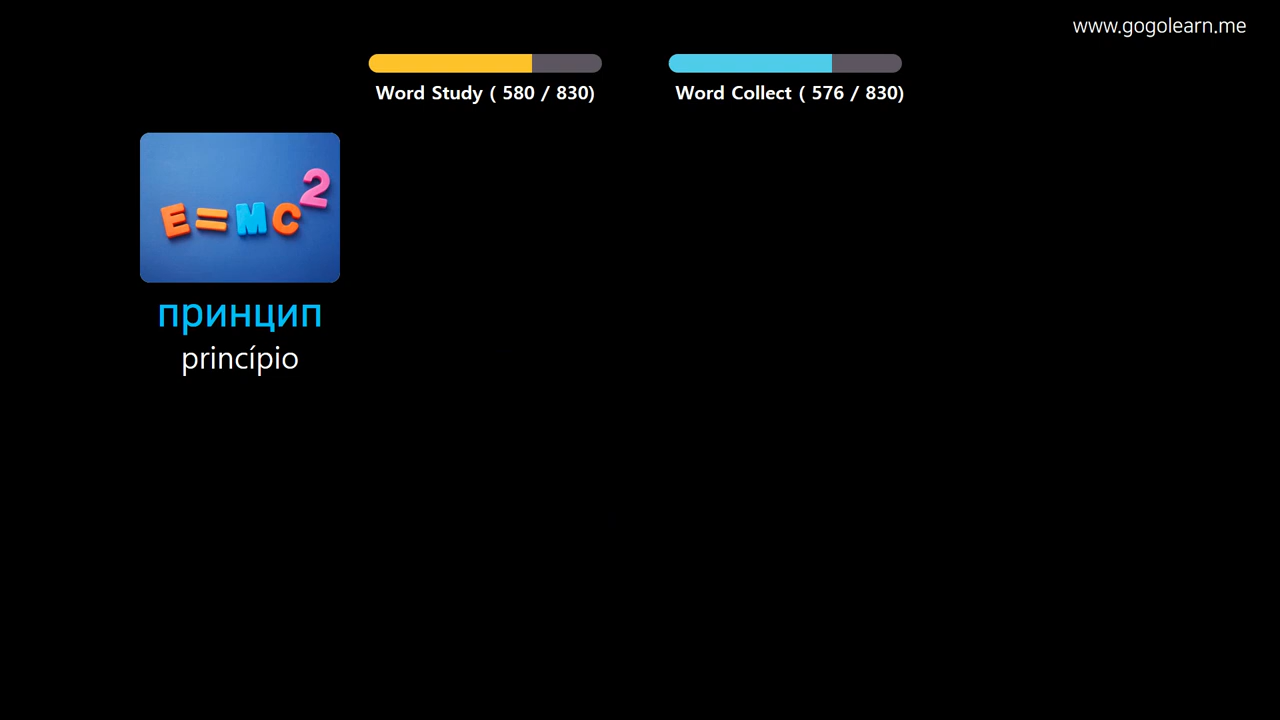 www.gogolearn.me
Word Study ( 580 / 830)
Word Collect ( 576 / 830)
E=MC²
принцип
princípio